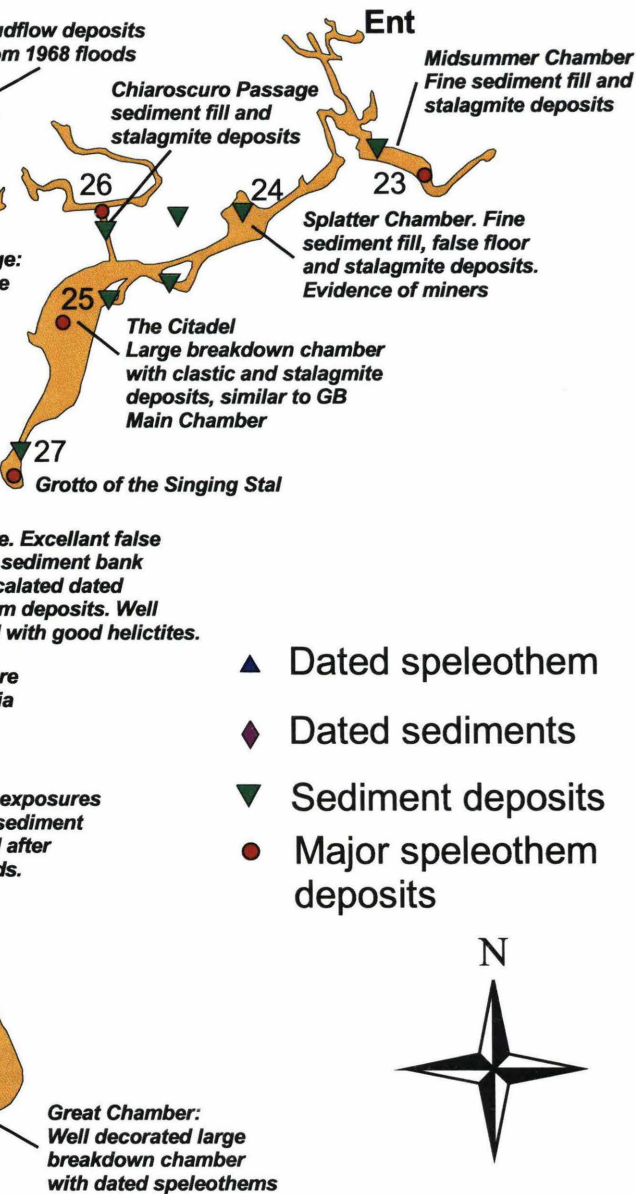 dflow deposits
m 1968 floods
Ent
Midsummer Chamber
Fine sediment fill and
stalagmite deposits
Chiaroscuro Passage
sediment fill and
stalagmite deposits
26
24
23
Splatter Chamber. Fine
sediment fill, false floor
and stalagmite deposits.
Evidence of miners
ge:
e
25
The Citadel
Large breakdown chamber
with clastic and stalagmite
deposits, similar to GB
Main Chamber
27
Grotto of the Singing Stal
e. Excellant false
sediment bank
calated dated
m deposits. Well
with good helictites.
re
ia
Dated speleothem
Dated sediments
exposures
sediment
after
ds.
Sediment deposits
Major speleothem
deposits
N
Great Chamber:
Well decorated large
breakdown chamber
with dated speleothems